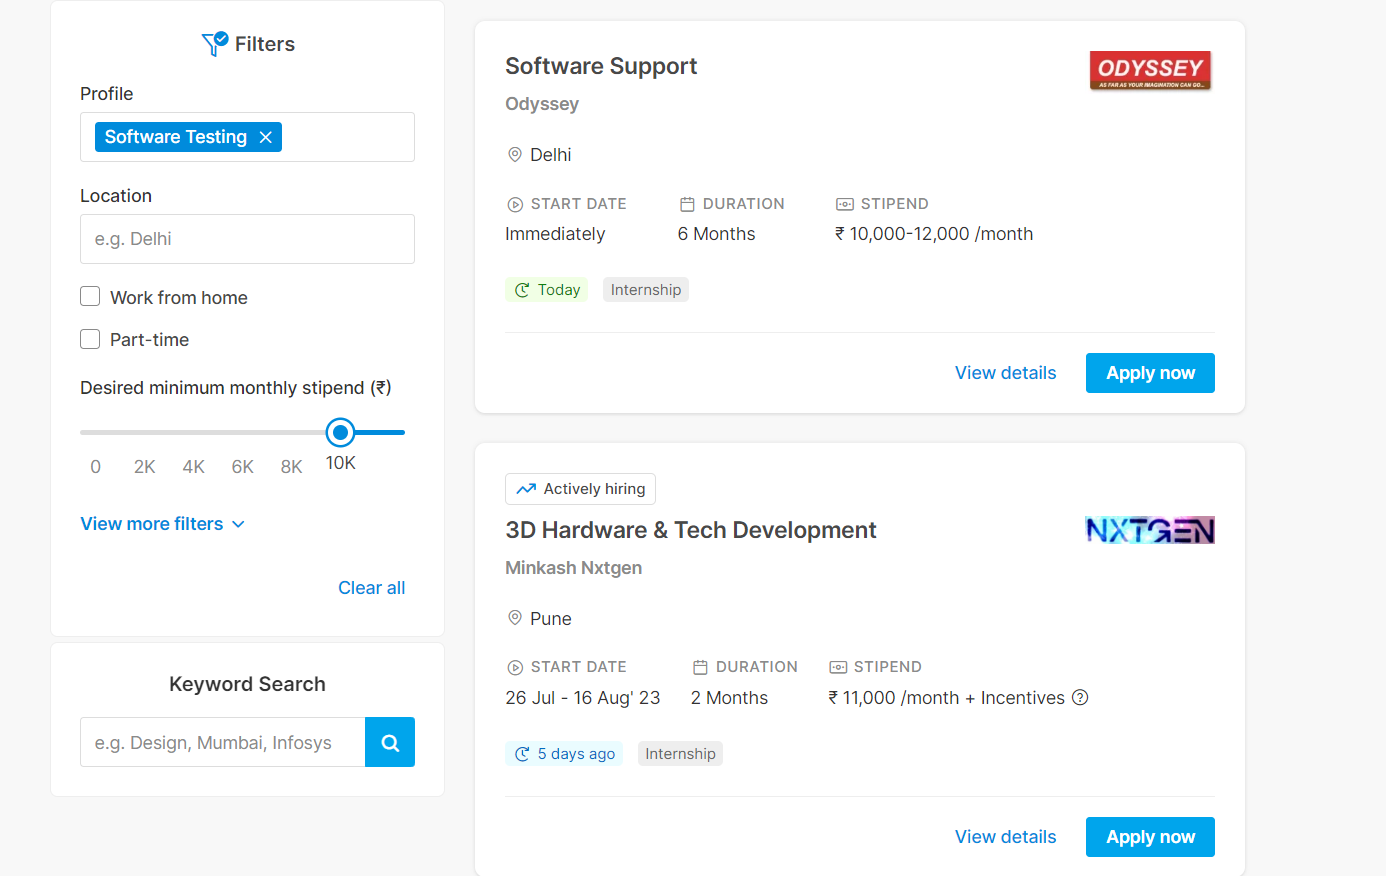 Filters
Profile
Software Testing
Location
e.g. Delhi
Work from home
Part-time
Desired minimum monthly stipend (₹)
0 2K 4K 6K 8K 10K
View more filters
Clear all
Keyword Search
e.g. Design, Mumbai, Infosys
Software Support
ODYSSEY
AS FAR AS YOUR IMAGINATION CAN GO...
Odyssey
Delhi
START DATE DURATION STIPEND
Immediately 6 Months ₹ 10,000-12,000 /month
Today Internship
View details Apply now
Actively hiring
3D Hardware & Tech Development
NXTGEN
Minkash Nxtgen
Pune
START DATE DURATION STIPEND
26 Jul - 16 Aug' 23 2 Months ₹ 11,000 /month + Incentives ?
5 days ago Internship
View details Apply now